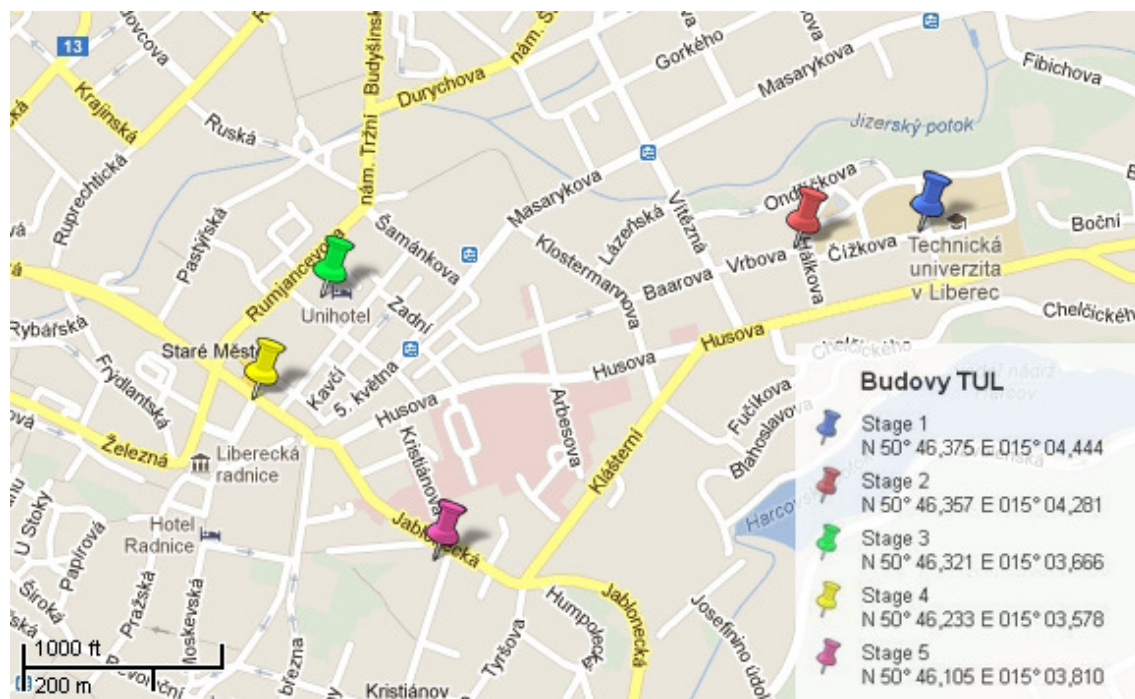 13
Krajinská
Ruprechtická
Ruská
Pastýřská
nám. Tržní
Budyšínsk
Durychova
nám. Š
Gorkého
Masarykova
Fibichova
Jizerský potok
Masarykova
Vítězná
Ondříčkova
Lázeňská
Klostermannova
Šamánkova
Rumjancevova
Zadní
Unihotel
Baarova
Vrbova
Hálkova
Čížkova
Technická
univerzita
v Liberec
Boční
Chelčického
Chelčického
Husova
Husova
Husova
Rybářská
Frýdlantská
Staré Měst
Kavčí
5. května
Železná
Liberecká
radnice
Kristiánova
Arbesova
Klášterní
Fučíkova
Blahoslavova
Hotel
Radnice
U Stoky
Papírová
Široká
Pražská
Moskevská
března
Jablonecká
Jablonecká
Humpolecká
Tyršova
Kristiánov
Josefinino údol
1000 ft
200 m
Budovy TUL
Stage 1
N 50° 46,375 E 015° 04,444
Stage 2
N 50° 46,357 E 015° 04,281
Stage 3
N 50° 46,321 E 015° 03,666
Stage 4
N 50° 46,233 E 015° 03,578
Stage 5
N 50° 46,105 E 015° 03,810